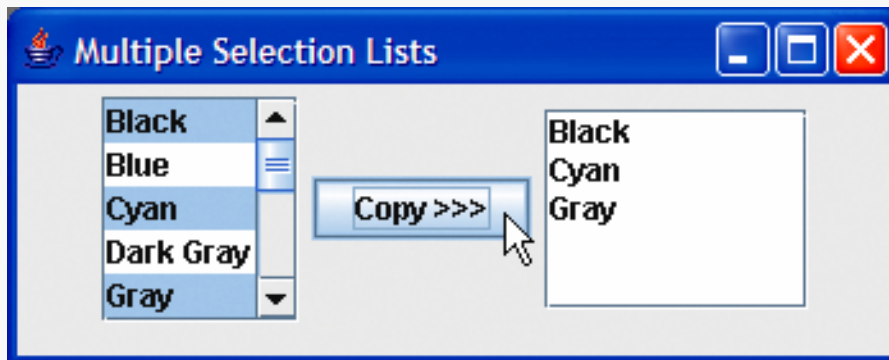 Multiple Selection Lists
Black
Blue
Cyan
Dark Gray
Gray
Copy >>>
Black
Cyan
Gray